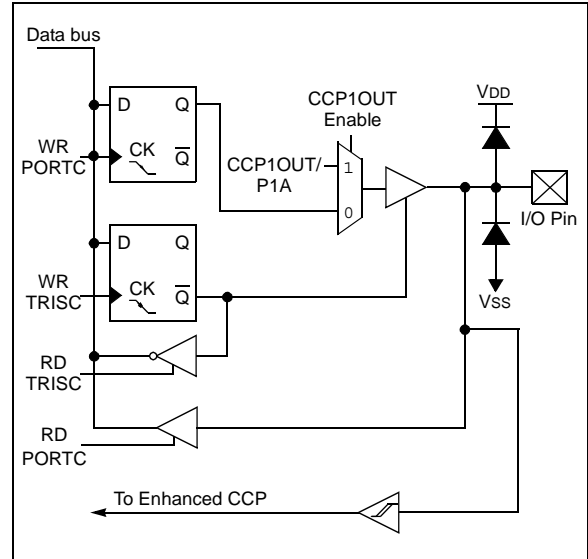 Data bus
D Q
CK Q
WR
PORTC
CCP1OUT
Enable
CCP1OUT/
P1A
1
0
VDD
I/O Pin
VSS
D Q
CK Q
WR
TRISC
RD
TRISC
RD
PORTC
To Enhanced CCP